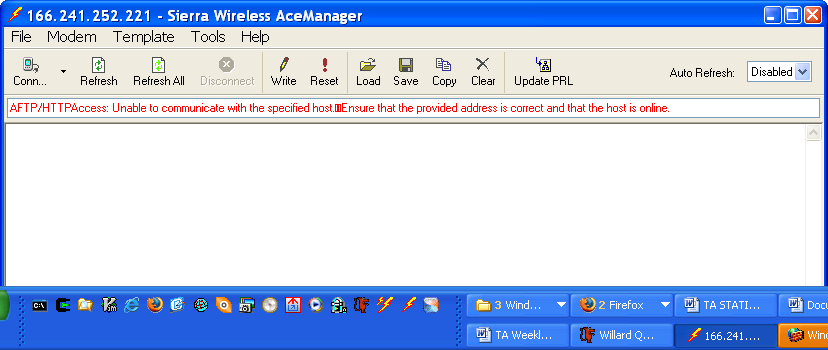 166.241.252.221 - Sierra Wireless AceManager
File Modem Template Tools Help
Conn... Refresh Refresh All Disconnect Write Reset Load Save Copy Clear Update PRL Auto Refresh: Disabled
AFTP/HTTPAccess: Unable to communicate with the specified host. Ensure that the provided address is correct and that the host is online.
3 Wind... 2 Firefox TA STATI... Docu
TA Weekl... Willard Q... 166.241.... Wind